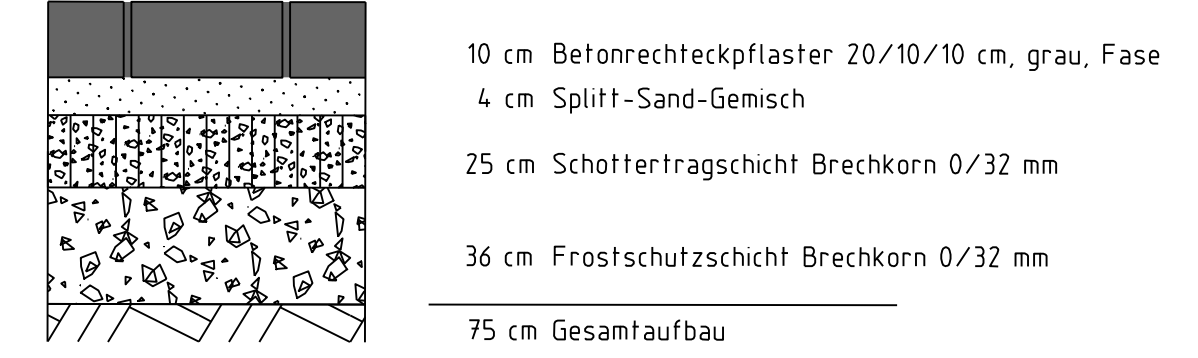 10 cm Betonrechteckpflaster 20/10/10 cm, grau, Fase
4 cm Splitt-Sand-Gemisch
25 cm Schottertragschicht Brechkorn 0/32 mm
36 cm Frostschutzschicht Brechkorn 0/32 mm
75 cm Gesamtaufbau